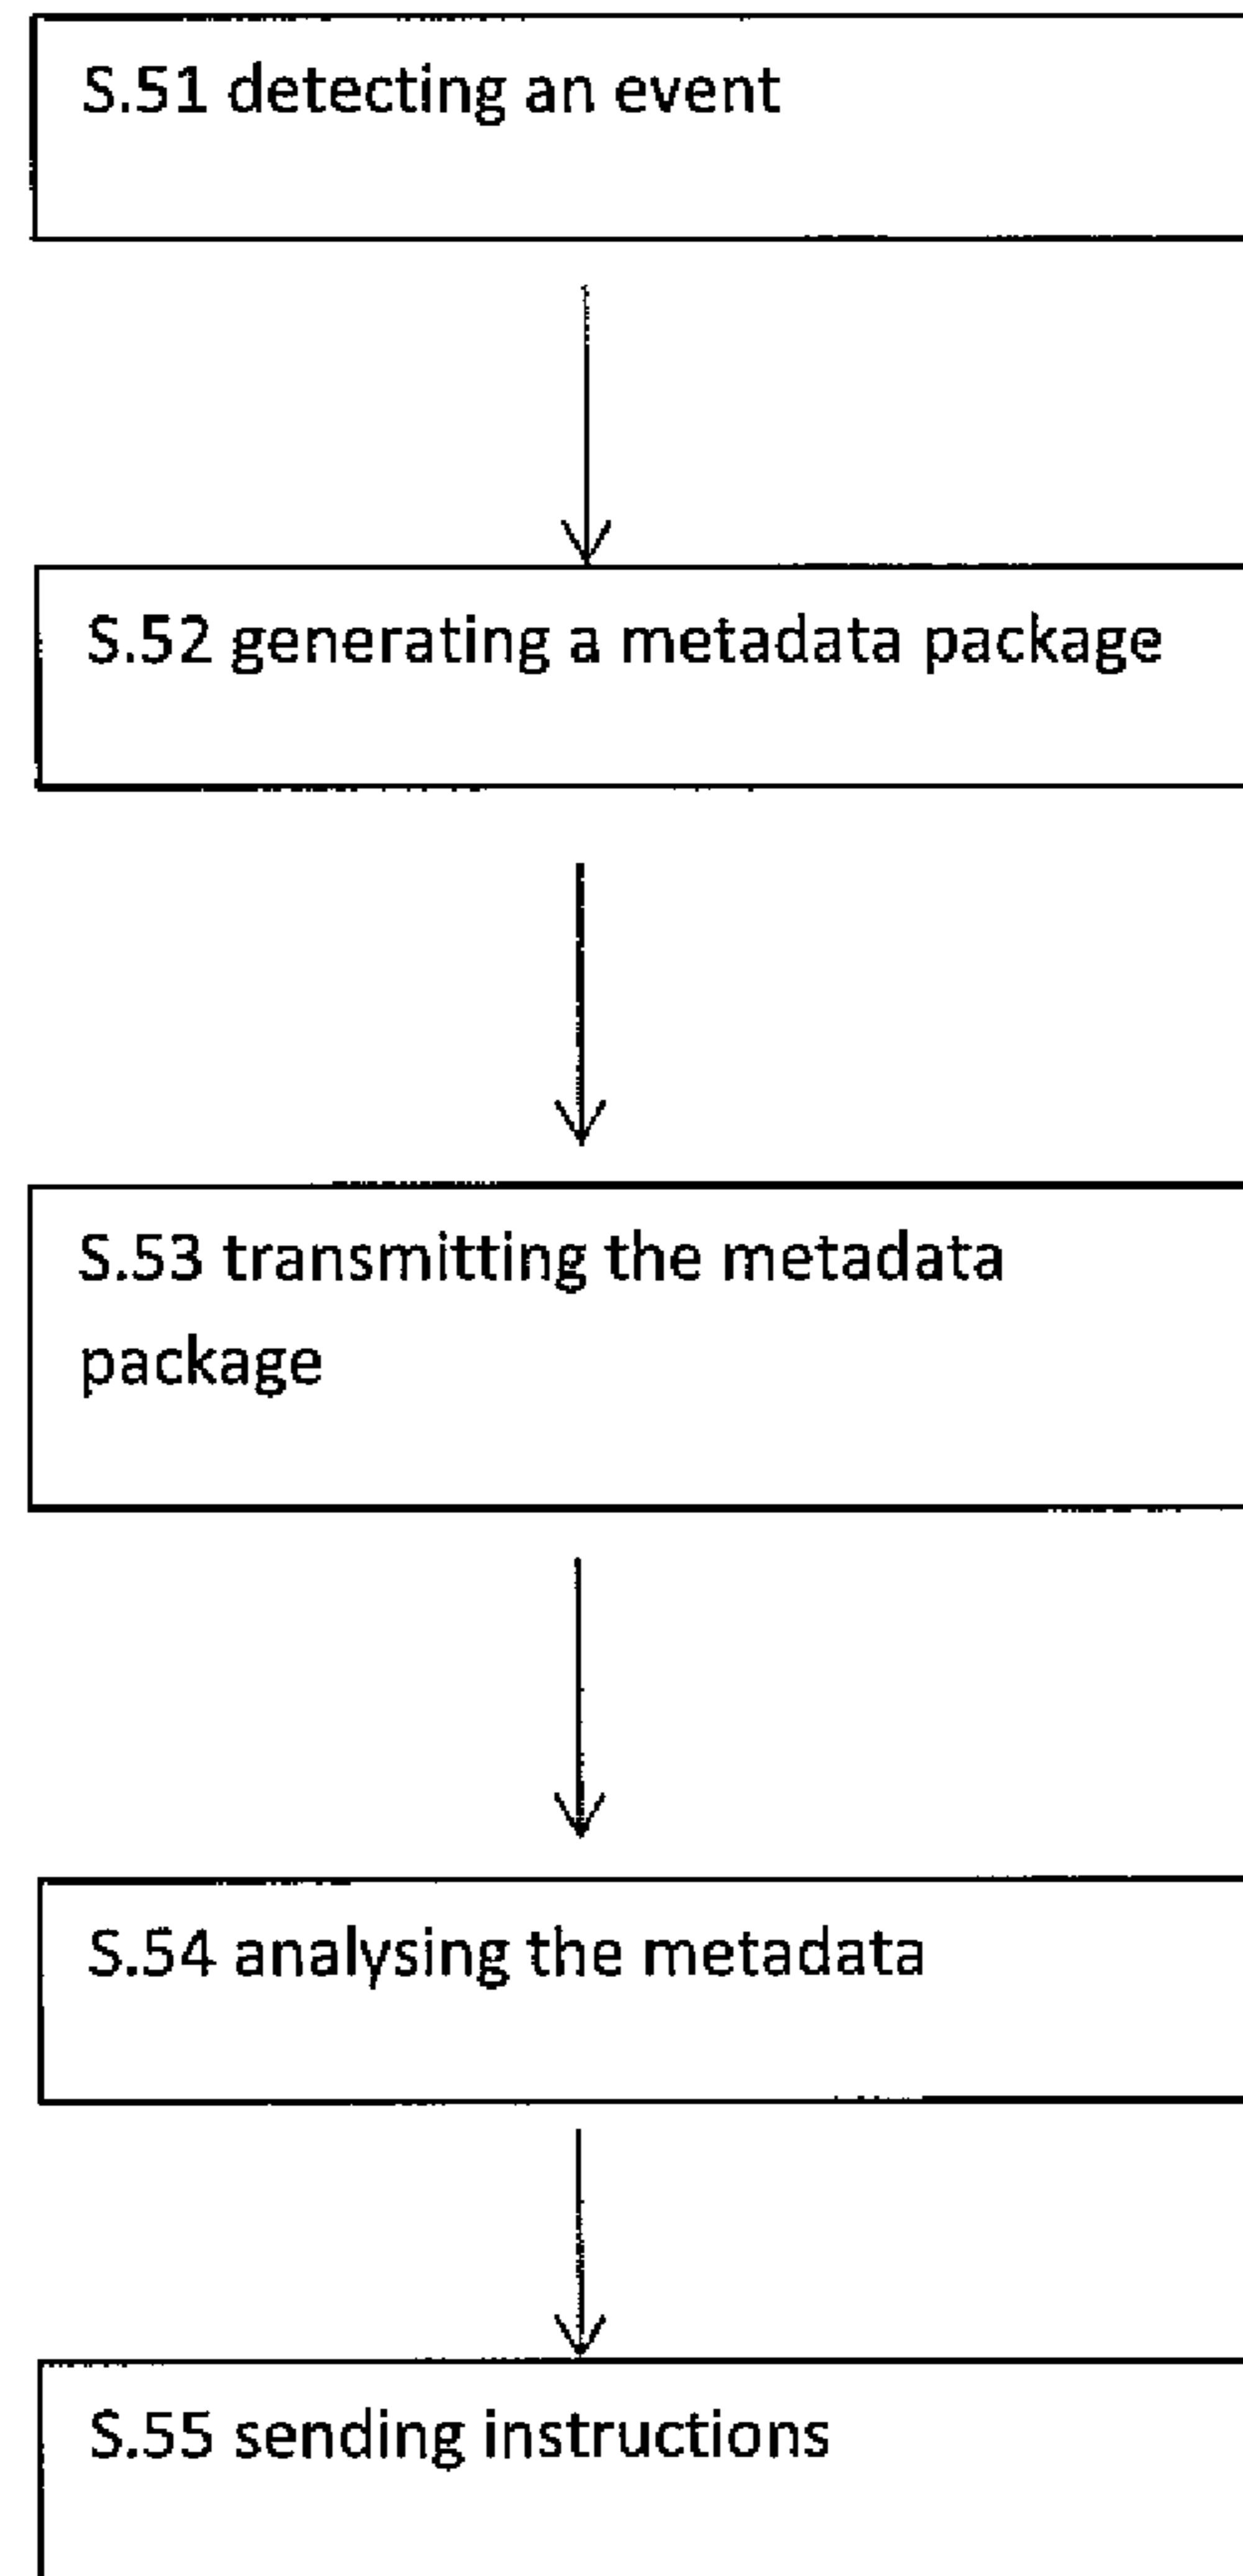 S.51 detecting an event
S.52 generating a metadata package
S.53 transmitting the metadata
package
S.54 analysing the metadata
S.55 sending instructions